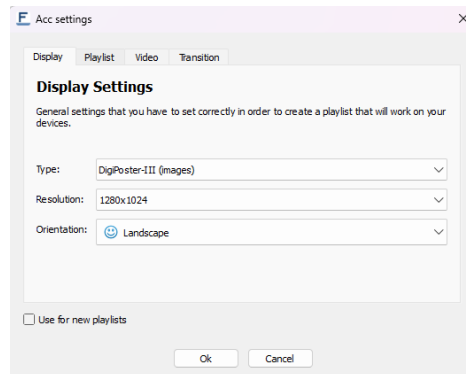 F Acc settings
Display Playlist Video Transition
Display Settings
General settings that you have to set correctly in order to create a playlist that will work on your
devices.
Type: DigiPoster-III (images)
Resolution: 1280x1024
Orientation: Landscape
Use for new playlists
Ok Cancel